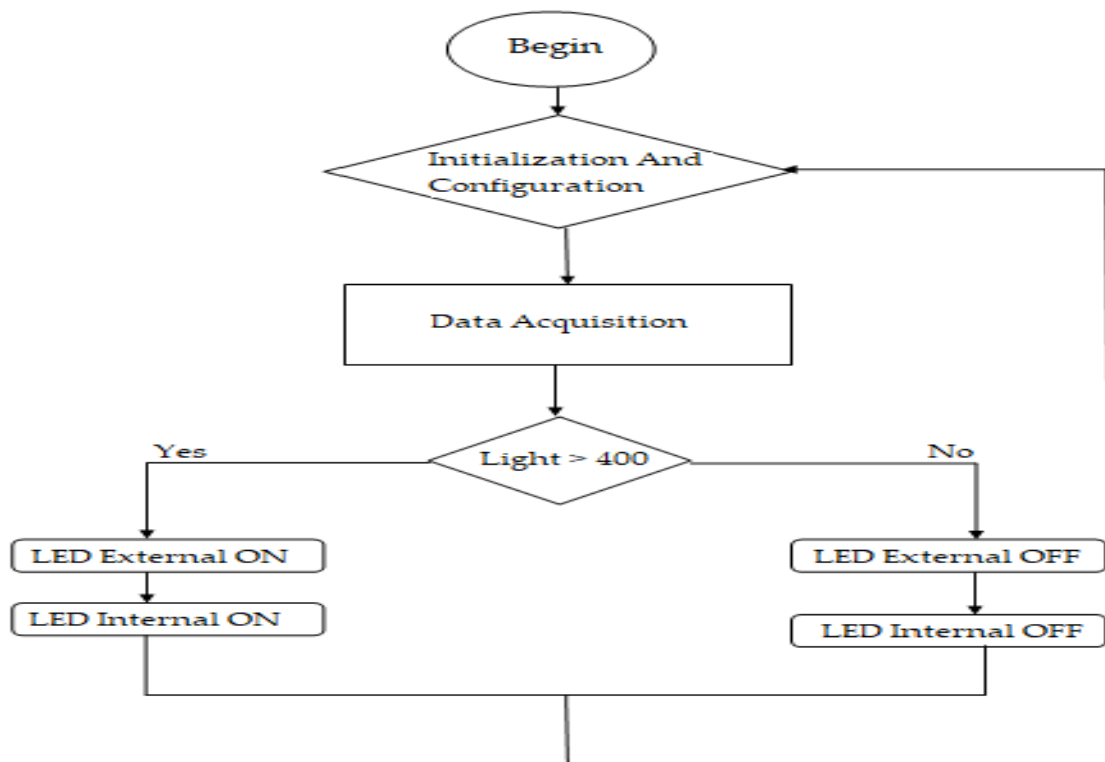 Begin
Initialization And
Configuration
Data Acquisition
Light > 400
Yes
No
LED External ON
LED External OFF
LED Internal ON
LED Internal OFF